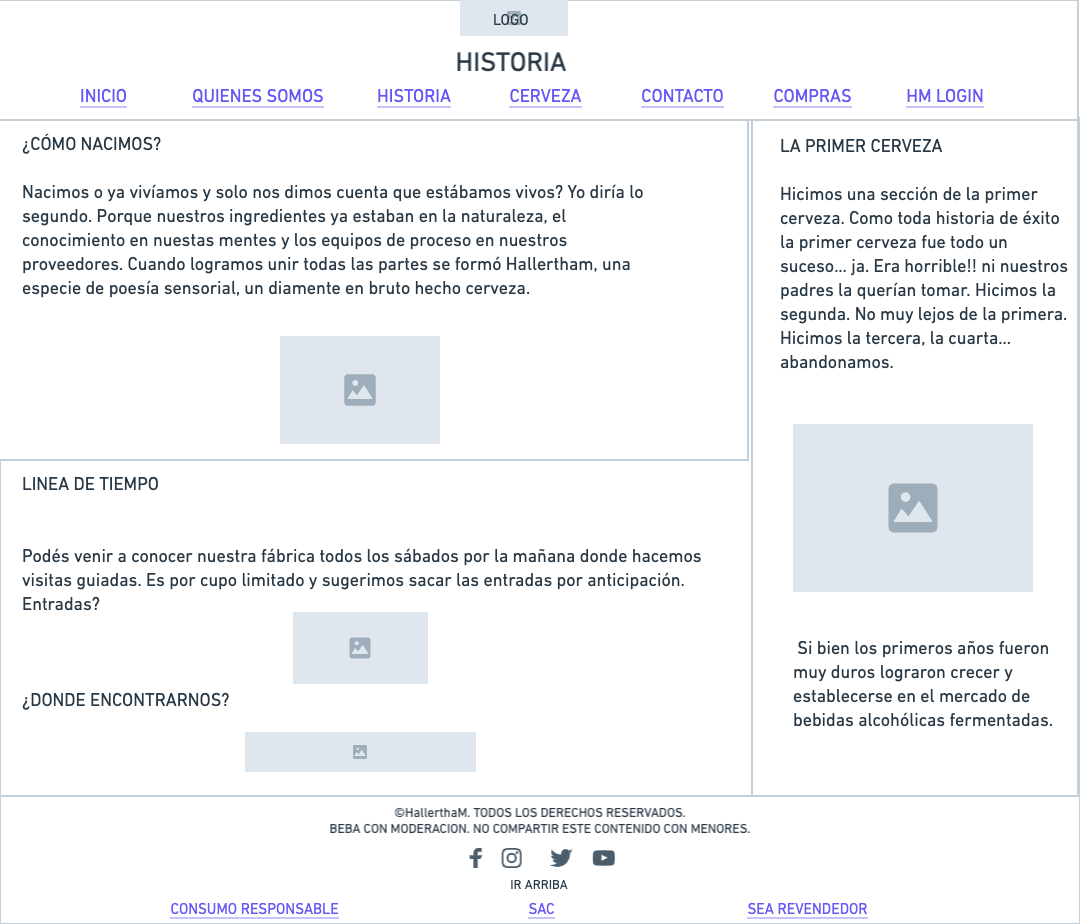 LOGO
HISTORIA
INICIO QUIENES SOMOS HISTORIA CERVEZA CONTACTO COMPRAS HM LOGIN
¿CÓMO NACIMOS?
Nacimos o ya vivíamos y solo nos dimos cuenta que estábamos vivos? Yo diría lo
segundo. Porque nuestros ingredientes ya estaban en la naturaleza, el
conocimiento en nuestas mentes y los equipos de proceso en nuestros
proveedores. Cuando logramos unir todas las partes se formó Hallertham, una
especie de poesía sensorial, un diamente en bruto hecho cerveza.
LINEA DE TIEMPO
Podés venir a conocer nuestra fábrica todos los sábados por la mañana donde hacemos
visitas guiadas. Es por cupo limitado y sugerimos sacar las entradas por anticipación.
Entradas?
¿DONDE ENCONTRARNOS?
LA PRIMER CERVEZA
Hicimos una sección de la primer
cerveza. Como toda historia de éxito
la primer cerveza fue todo un
suceso... ja. Era horrible!! ni nuestros
padres la querían tomar. Hicimos la
segunda. No muy lejos de la primera.
Hicimos la tercera, la cuarta...
abandonamos.
Si bien los primeros años fueron
muy duros lograron crecer y
establecerse en el mercado de
bebidas alcohólicas fermentadas.
©HallerthaM. TODOS LOS DERECHOS RESERVADOS.
BEBA CON MODERACION. NO COMPARTIR ESTE CONTENIDO CON MENORES.
IR ARRIBA
CONSUMO RESPONSABLE SAC SEA REVENDEDOR